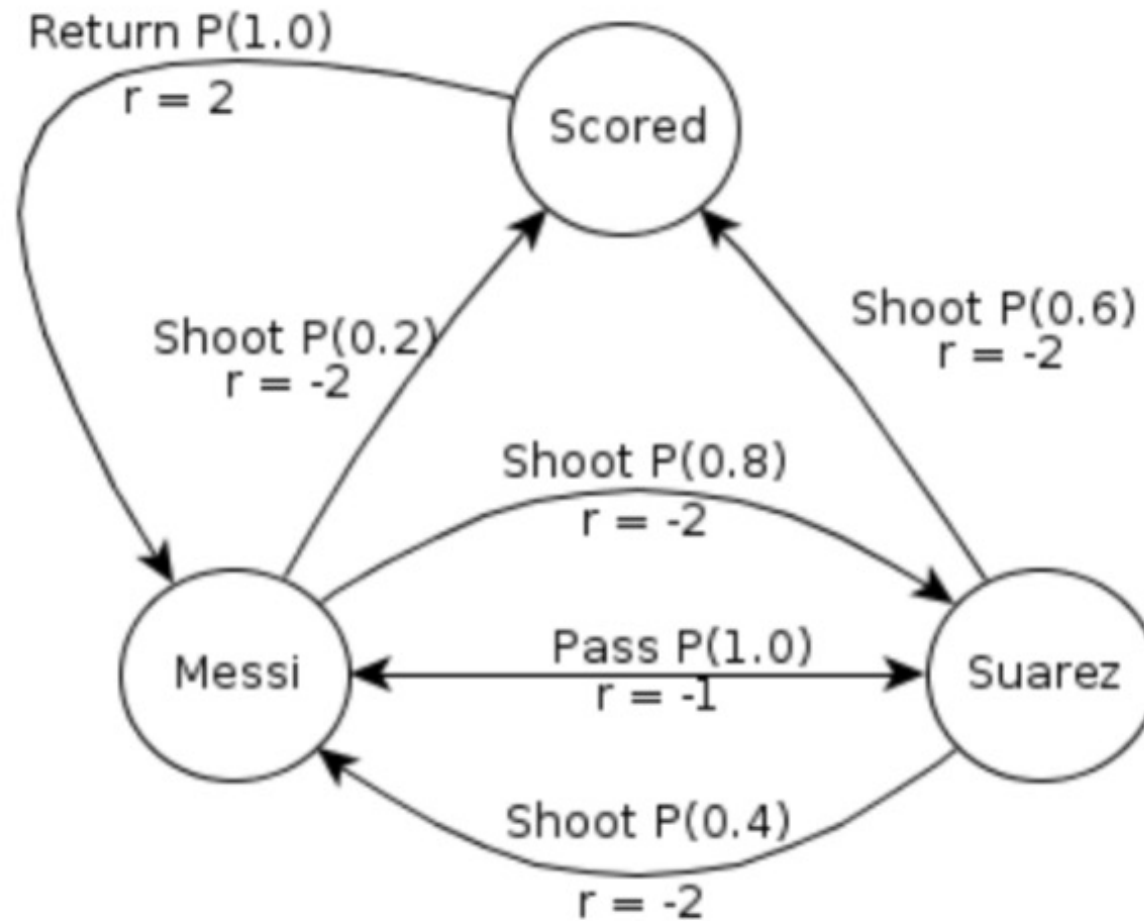 Return P(1.0)
r = 2
Scored
Shoot P(0.2)
r = -2
Shoot P(0.6)
r = -2
Shoot P(0.8)
r = -2
Messi
Pass P(1.0)
r = -1
Suarez
Shoot P(0.4)
r = -2